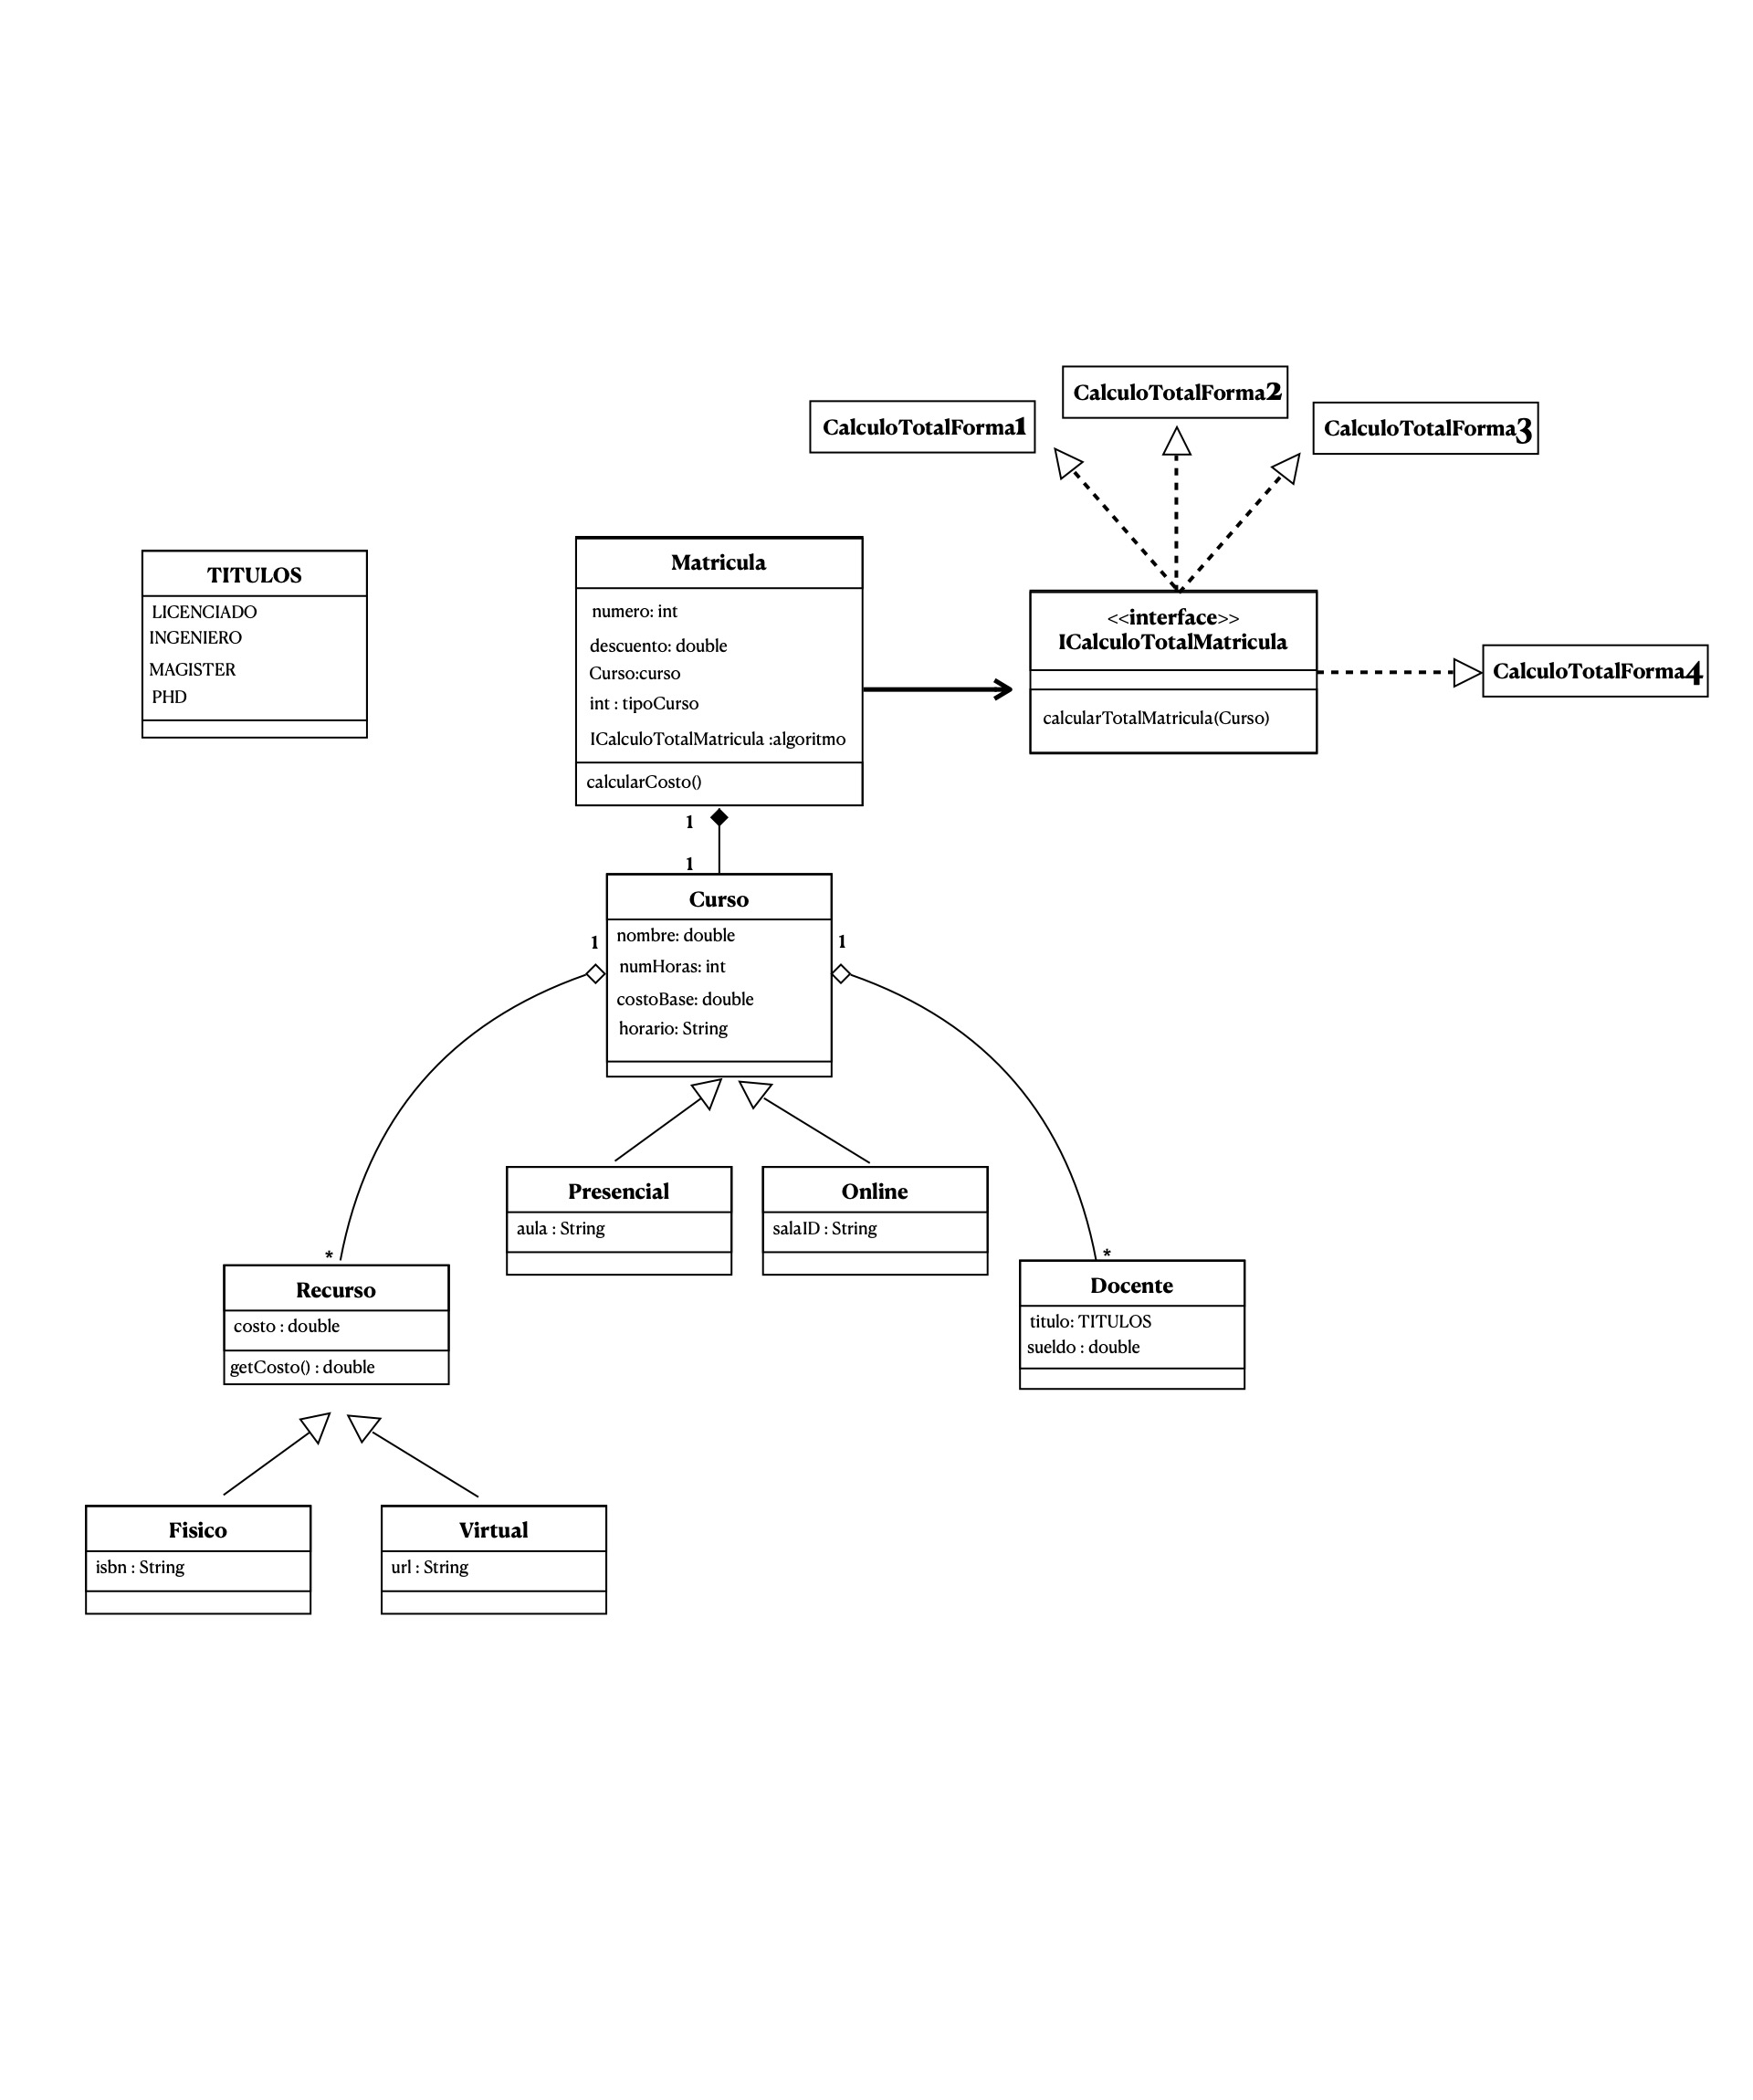 CalculoTotalForma2
CalculoTotalForma1
CalculoTotalForma3
TITULOS
LICENCIADO
INGENIERO
MAGISTER
PHD
Matricula
numero: int
descuento: double
Curso:curso
int : tipoCurso
ICalculoTotalMatricula :algoritmo
calcularCosto()
<<interface>>
ICalculoTotalMatricula
calcularTotalMatricula(Curso)
CalculoTotalForma4
1
1
Curso
nombre: double
numHoras: int
costoBase: double
horario: String
1
1
Presencial
aula : String
Online
salaID : String
*
Recurso
costo : double
getCosto() : double
*
Docente
titulo: TITULOS
sueldo : double
Fisico
isbn : String
Virtual
url : String